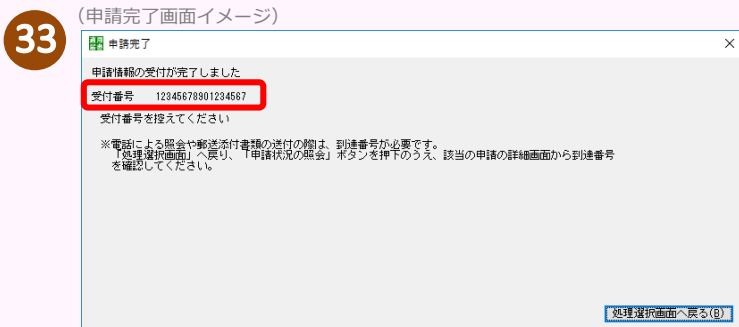 33
（申請完了画面イメージ）
申請完了
申請情報の受付が完了しました
受付番号 12345678901234567
受付番号を控えてください
※電話による照会や郵送添付書類の送付の際は、到達番号が必要です。
「処理選択画面」へ戻り、「申請状況の照会」ボタンを押下のうえ、該当の申請の詳細画面から到達番号
を確認してください。
処理選択画面へ戻る(B)